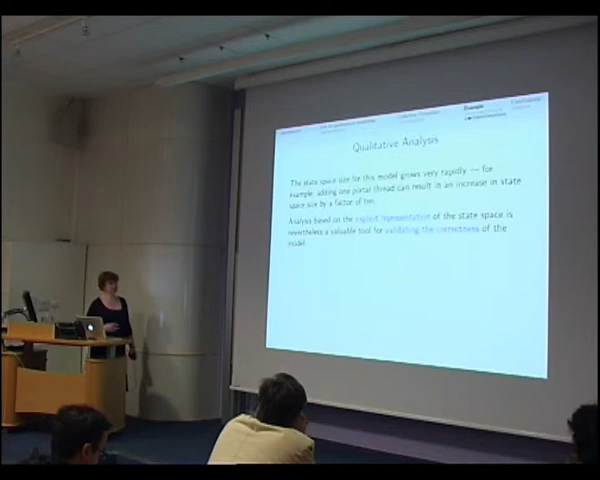 Example
Conclusions
Qualitative Analysis
The state space size for this model grows very rapidly — for
example, adding one portal thread can result in an increase in state
space size by a factor of ten.
Analysis based on the explicit representation of the state space is
nevertheless a valuable tool for validating the correctness of the
model.